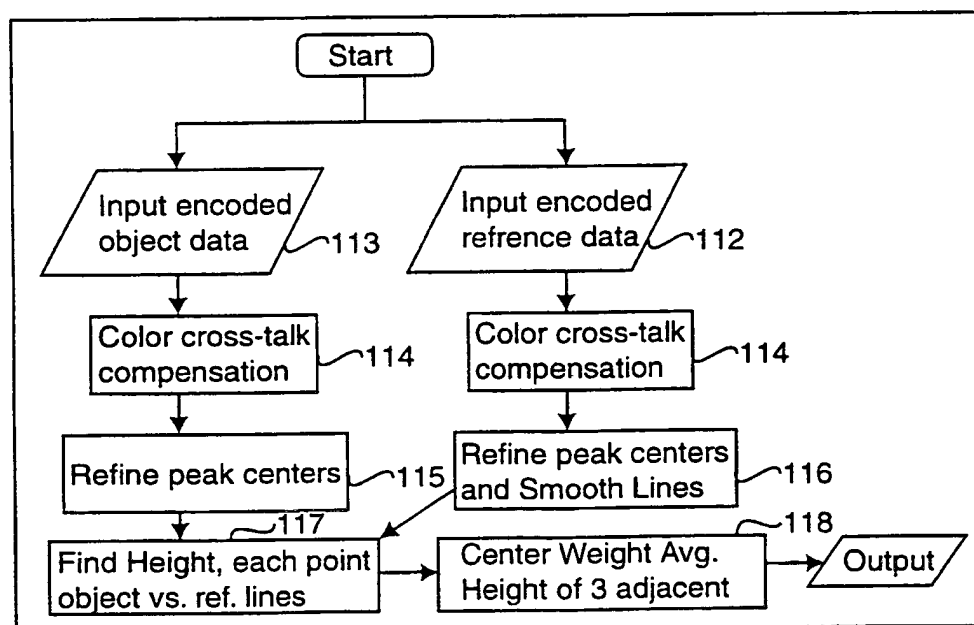 Start
Input encoded
object data
113
Input encoded
refrence data
112
Color cross-talk
compensation
114
Color cross-talk
compensation
114
Refine peak centers
115
Refine peak centers
and Smooth Lines
116
117
Find Height, each point
object vs. ref. lines
118
Center Weight Avg.
Height of 3 adjacent
Output